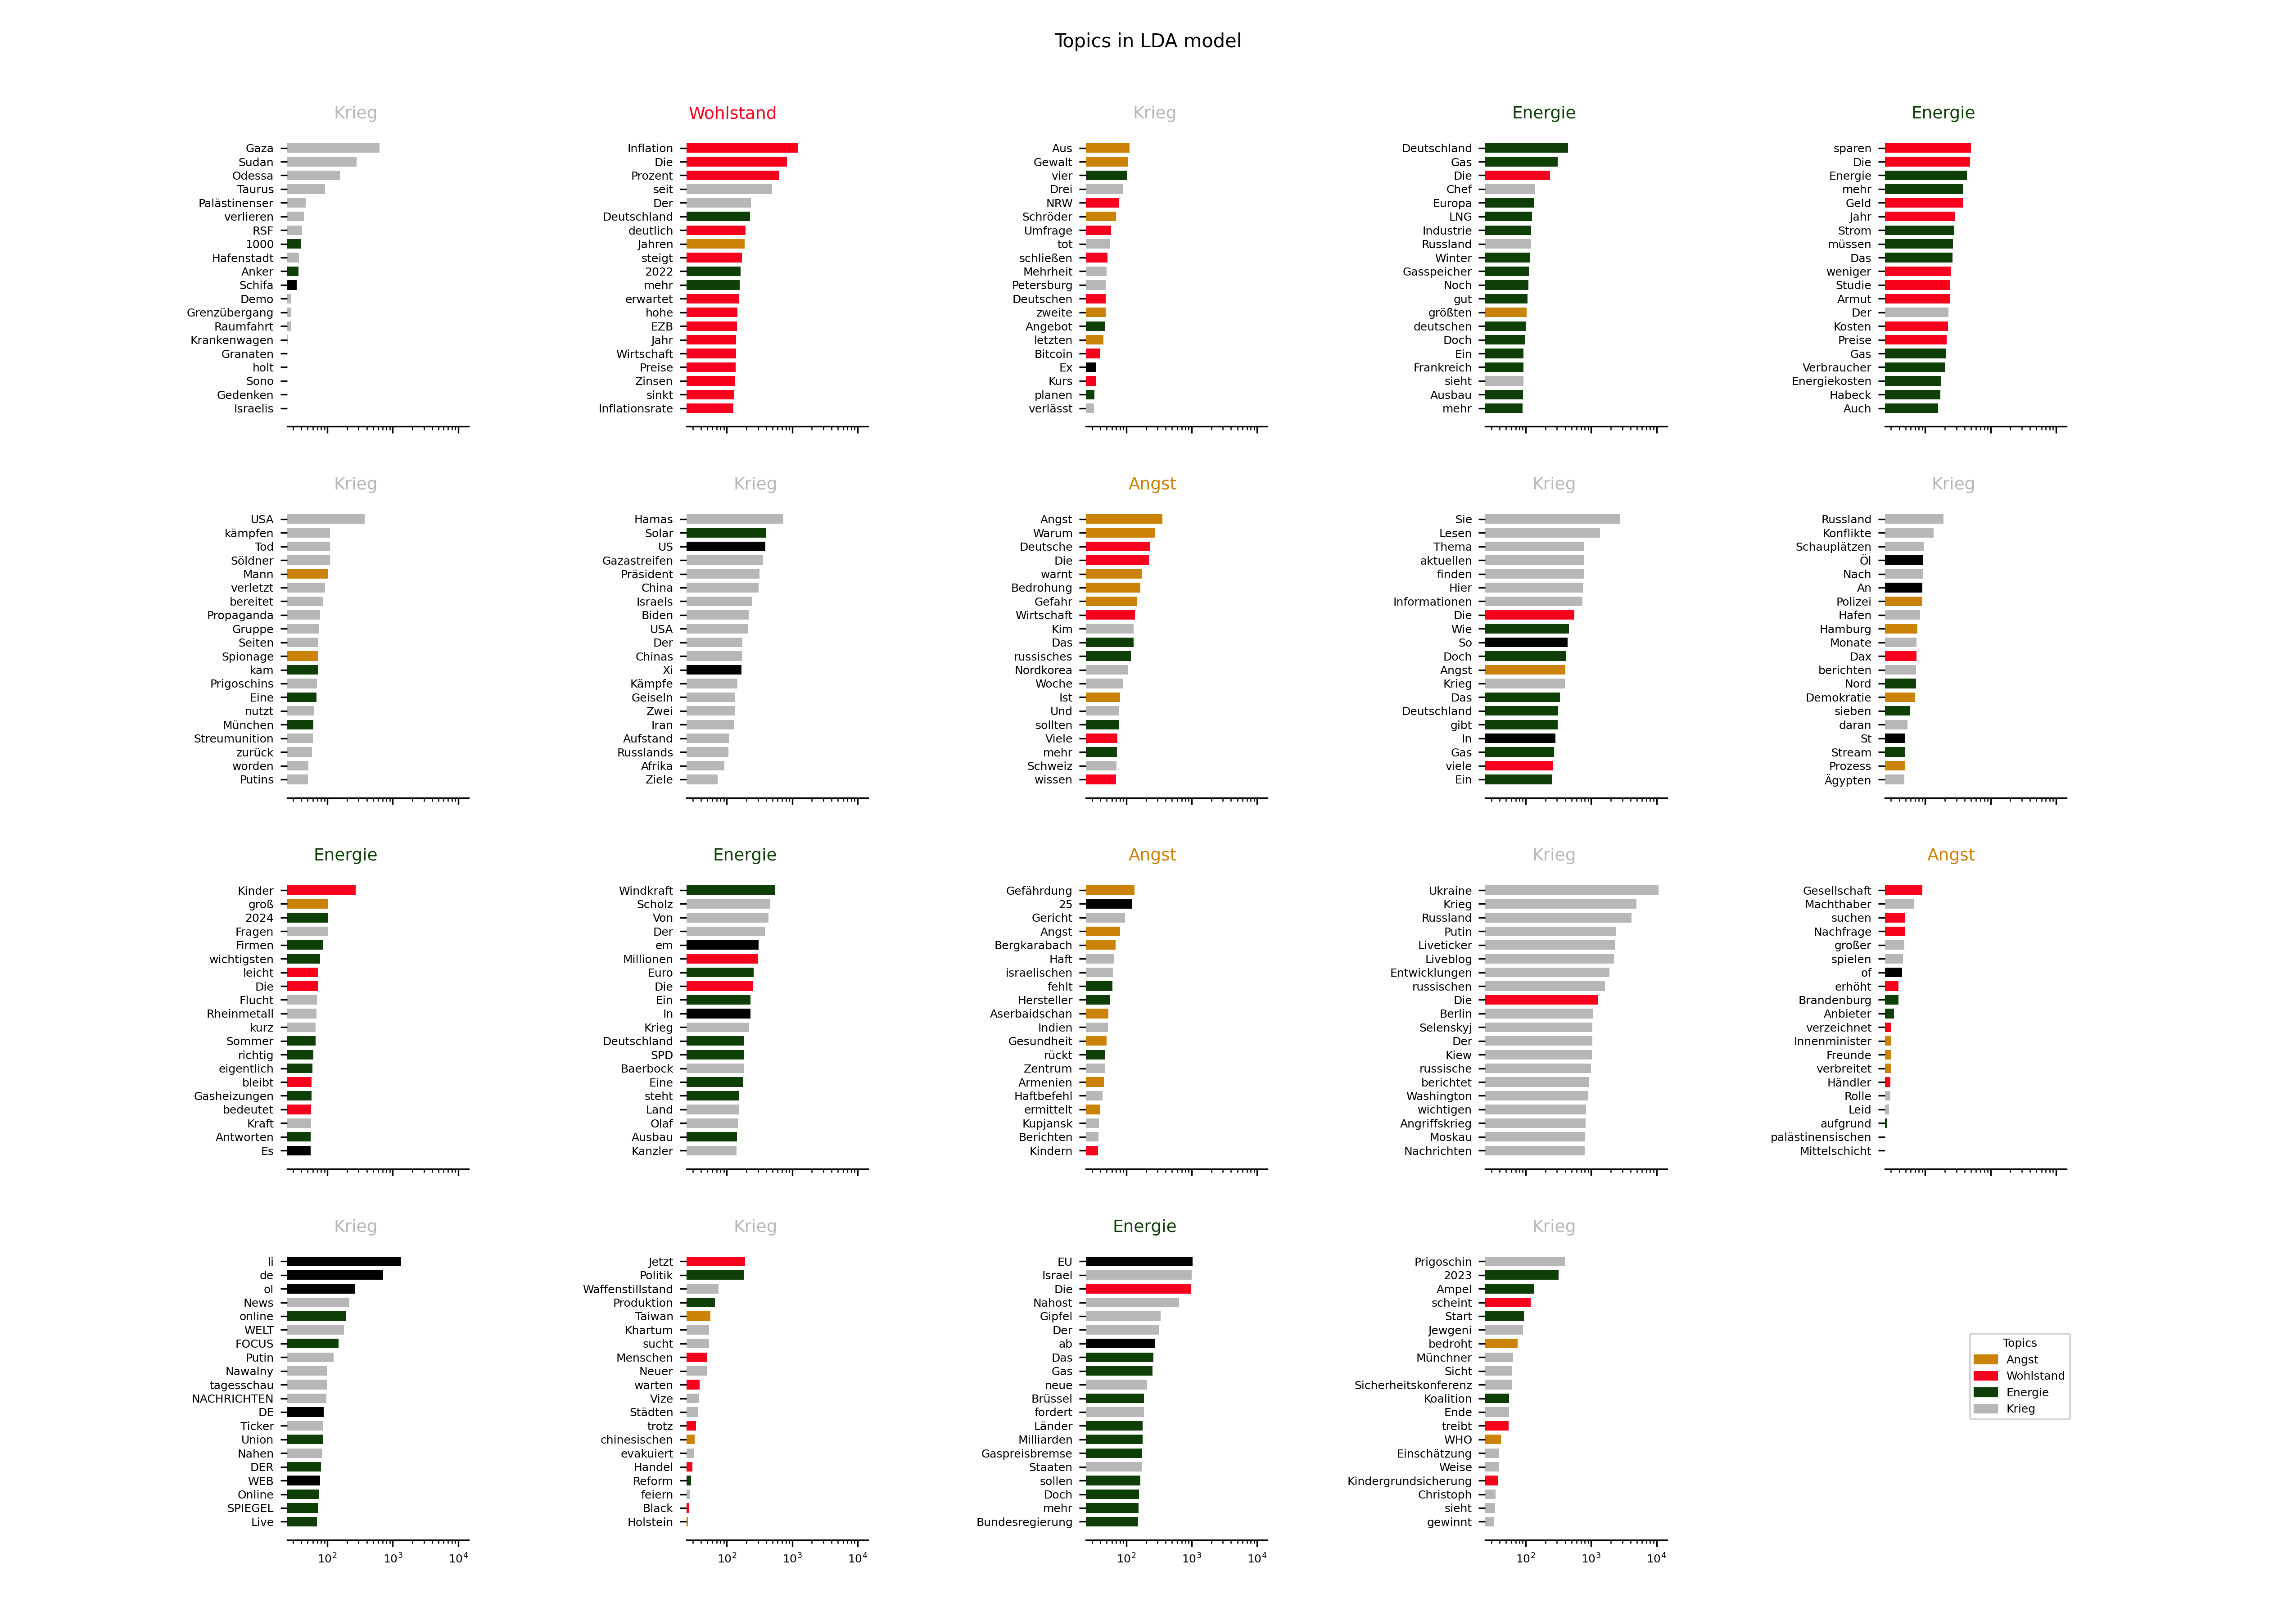 Topics in LDA model
Krieg
Gaza
Sudan
Odessa
Taurus
Palästinenser
verlieren
RSF
1000
Hafenstadt
Anker
Schifa
Demo
Grenzübergang
Raumfahrt
Krankenwagen
Granaten
holt
Sono
Gedenken
Israelis
Wohlstand
Inflation
Die
Prozent
seit
Der
Deutschland
deutlich
Jahren
steigt
2022
mehr
erwartet
hohe
EZB
Jahr
Wirtschaft
Preise
Zinsen
sinkt
Inflationsrate
Krieg
Aus
Gewalt
vier
Drei
NRW
Schröder
Umfrage
tot
schließen
Mehrheit
Petersburg
Deutschen
zweite
Angebot
letzten
Bitcoin
Ex
Kurs
planen
verlässt
Energie
Deutschland
Gas
Die
Chef
Europa
LNG
Industrie
Russland
Winter
Gasspeicher
Noch
gut
größten
deutschen
Doch
Ein
Frankreich
sieht
Ausbau
mehr
Energie
sparen
Die
Energie
mehr
Geld
Jahr
Strom
müssen
Das
weniger
Studie
Armut
Der
Kosten
Preise
Gas
Verbraucher
Energiekosten
Habeck
Auch
Krieg
USA
kämpfen
Tod
Söldner
Mann
verletzt
bereitet
Propaganda
Gruppe
Seiten
Spionage
kam
Prigoschins
Eine
nutzt
München
Streumunition
zurück
worden
Putins
Krieg
Hamas
Solar
US
Gazastreifen
Präsident
China
Israels
Biden
USA
Der
Chinas
Xi
Kämpfe
Geiseln
Zwei
Iran
Aufstand
Russlands
Afrika
Ziele
Angst
Angst
Warum
Deutsche
Die
warnt
Bedrohung
Gefahr
Wirtschaft
Kim
Das
russisches
Nordkorea
Woche
Ist
Und
sollten
Viele
mehr
Schweiz
wissen
Krieg
Sie
Lesen
Thema
aktuellen
finden
Hier
Informationen
Die
Wie
So
Doch
Angst
Krieg
Das
Deutschland
gibt
In
Gas
viele
Ein
Krieg
Russland
Konflikte
Schauplätzen
Öl
Nach
An
Polizei
Hafen
Hamburg
Monate
Dax
berichten
Nord
Demokratie
sieben
daran
St
Stream
Prozess
Ägypten
Energie
Kinder
groß
2024
Fragen
Firmen
wichtigsten
leicht
Die
Flucht
Rheinmetall
kurz
Sommer
richtig
eigentlich
bleibt
Gasheizungen
bedeutet
Kraft
Antworten
Es
Energie
Windkraft
Scholz
Von
Der
em
Millionen
Euro
Die
Ein
In
Krieg
Deutschland
SPD
Baerbock
Eine
steht
Land
Olaf
Ausbau
Kanzler
Angst
Gefährdung
25
Gericht
Angst
Bergkarabach
Haft
israelischen
fehlt
Hersteller
Aserbaidschan
Indien
Gesundheit
rückt
Zentrum
Armenien
Haftbefehl
ermittelt
Kupjansk
Berichten
Kindern
Krieg
Ukraine
Krieg
Russland
Putin
Liveticker
Liveblog
Entwicklungen
russischen
Die
Berlin
Selenskyj
Der
Kiew
russische
berichtet
Washington
wichtigen
Angriffskrieg
Moskau
Nachrichten
Angst
Gesellschaft
Machthaber
suchen
Nachfrage
großer
spielen
of
erhöht
Brandenburg
Anbieter
verzeichnet
Innenminister
Freunde
verbreitet
Händler
Rolle
Leid
aufgrund
palästinensischen
Mittelschicht
Krieg
li
de
ol
News
online
WELT
FOCUS
Putin
Nawalny
tagesschau
NACHRICHTEN
DE
Ticker
Union
Nahen
DER
WEB
Online
SPIEGEL
Live
10² 10³ 10⁴
Krieg
Jetzt
Politik
Waffenstillstand
Produktion
Taiwan
Khartum
sucht
Menschen
Neuer
warten
Vize
Städten
trotz
chinesischen
evakuiert
Handel
Reform
feiern
Black
Holstein
10² 10³ 10⁴
Energie
EU
Israel
Die
Nahost
Gipfel
Der
ab
Das
Gas
neue
Brüssel
fordert
Länder
Milliarden
Gaspreisbremse
Staaten
sollen
Doch
mehr
Bundesregierung
10² 10³ 10⁴
Krieg
Prigoschin
2023
Ampel
scheint
Start
Jewgeni
bedroht
Münchner
Sicht
Sicherheitskonferenz
Koalition
Ende
treibt
WHO
Einschätzung
Weise
Kindergrundsicherung
Christoph
sieht
gewinnt
10² 10³ 10⁴
Topics
Angst
Wohlstand
Energie
Krieg